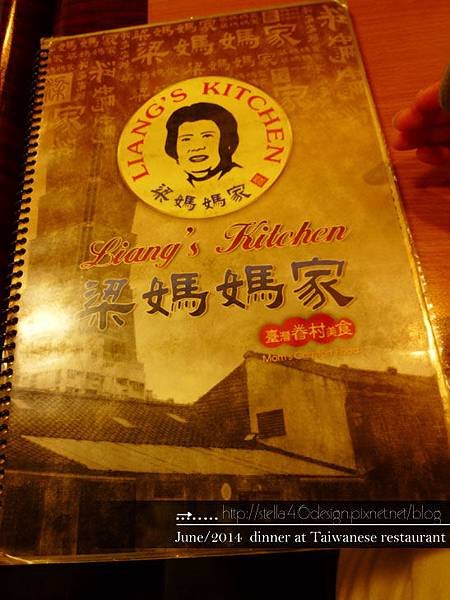 梁媽媽家
LIANG'S KITCHEN
梁媽媽家
Liang's Kitchen
梁媽媽家
臺灣眷村美食
http://stella46design.pixnet.net/blog
June/2014 dinner at Taiwanese restaurant